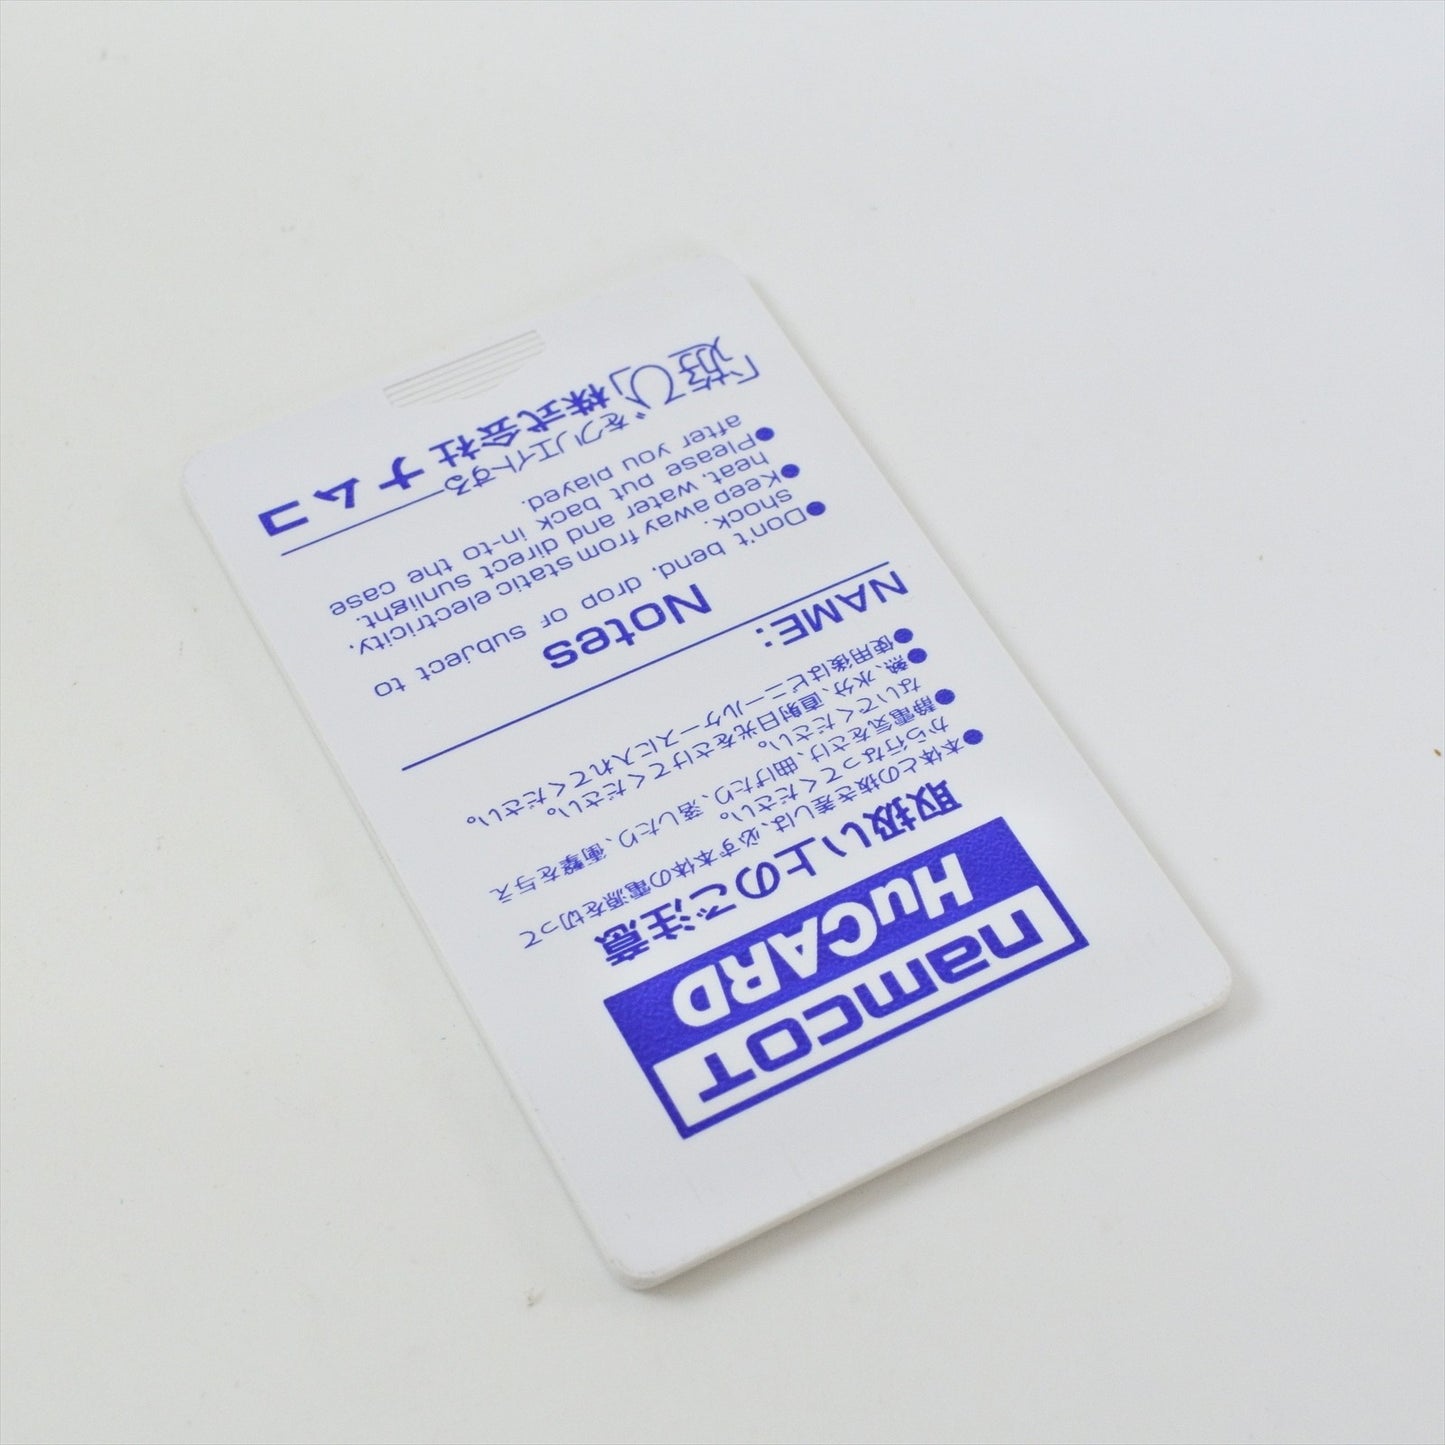 namcoT
HuCARD
取扱い上のご注意
●本体との抜き差しは、必ず本体の電源を切って
から行なってください。
●静電気をさけ、曲げたり、落したり、衝撃を与え
ないでください。
●熱、水分、直射日光をさけてください。
●使用後はビニールケースに入れてください。
NAME:
Notes
●Don't bend, drop or subject to
shock.
●Keep away from static electricity,
heat, water and direct sunlight.
●Please put back in-to the case
after you played.
「遊び」をクリエイトする——
株式会社ナムコ